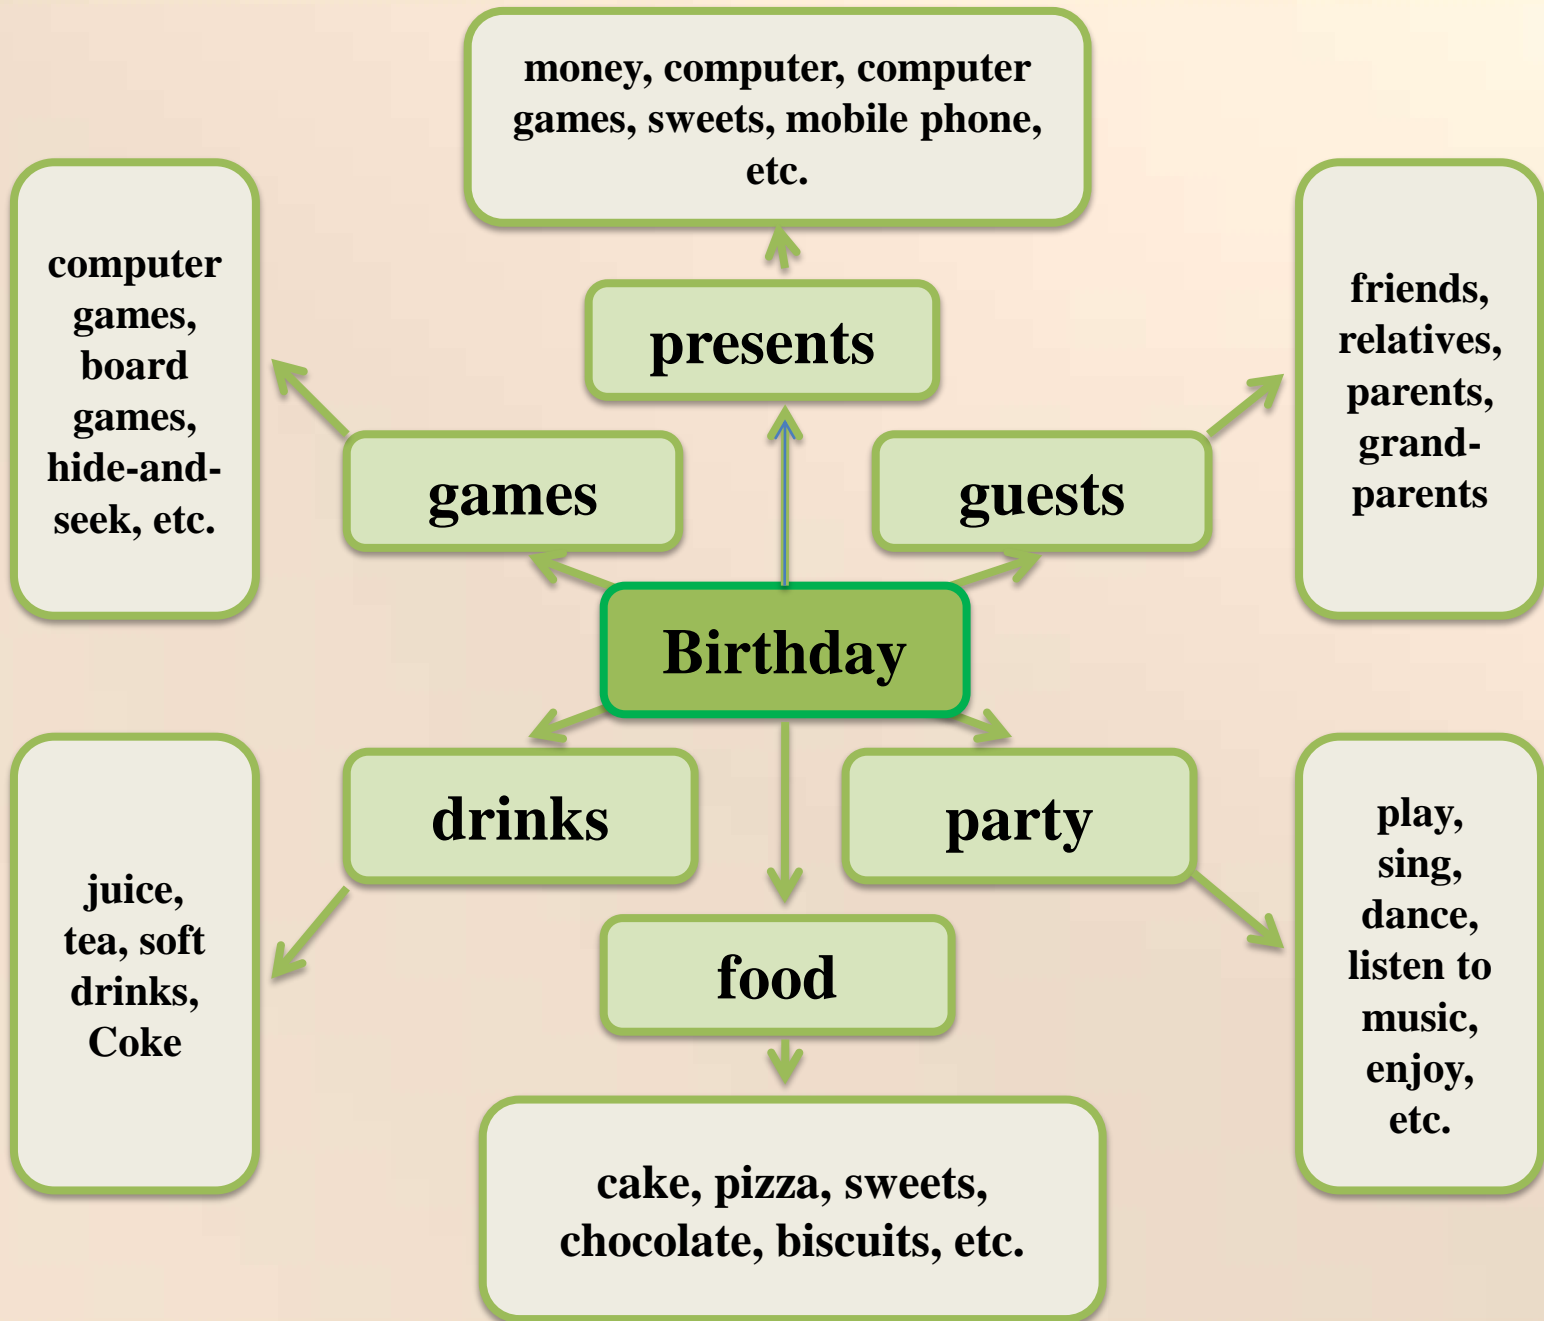 money, computer, computer
games, sweets, mobile phone,
etc.
computer
games,
board
games,
hide-and-
seek, etc.
presents
friends,
relatives,
parents,
grand-
parents
games
guests
Birthday
drinks
party
juice,
tea, soft
drinks,
Coke
food
play,
sing,
dance,
listen to
music,
enjoy,
etc.
cake, pizza, sweets,
chocolate, biscuits, etc.